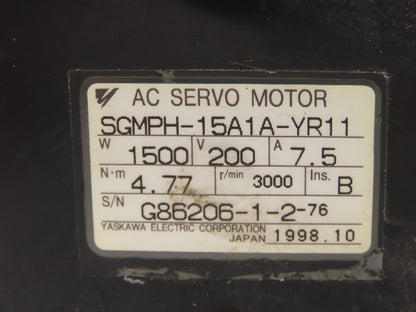 AC SERVO MOTOR
SGMPH-15A1A-YR11
W 1500 V 200 A 7.5
N·m 4.77 r/min 3000 Ins. B
S/N G86206-1-2-76
YASKAWA ELECTRIC CORPORATION
JAPAN 1998.10